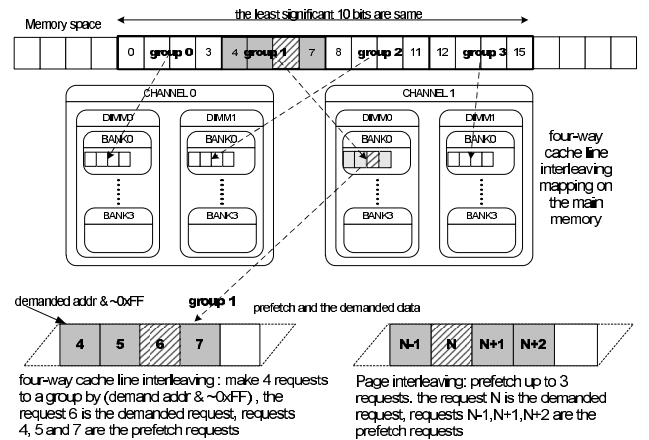 the least significant 10 bits are same
Memory space
0 group 0 3 4 group 1 7 8 group 2 11 12 group 3 15
CHANNEL 0
CHANNEL 1
DIMM0
DIMM1
DIMM0
DIMM1
BANK0
BANK0
BANK0
BANK0
BANK3
BANK3
BANK3
BANK3
four-way
cache line
interleaving
mapping on
the main
memory
demanded addr & ~0xFF
group 1
prefetch and the demanded data
4 5 6 7
N-1 N N+1 N+2
four-way cache line interleaving : make 4 requests
to a group by (demand addr & ~0xFF) , the
request 6 is the demanded request, requests
4, 5 and 7 are the prefetch requests
Page interleaving: prefetch up to 3
requests. the request N is the demanded
request, requests N-1,N+1,N+2 are the
prefetch requests